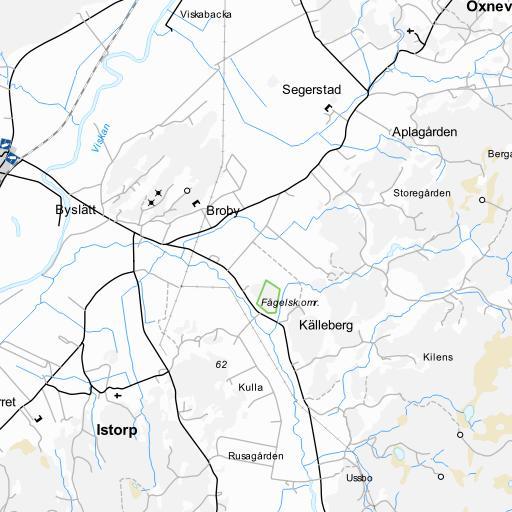 Oxnev
Viskabacka
Segerstad
Aplagården
Viskan
Berga
Storegården
Byslätt
Broby
Fågelsk.omr.
Källeberg
Kilens
62
Kulla
rret
Istorp
Rusagården
Ussbo